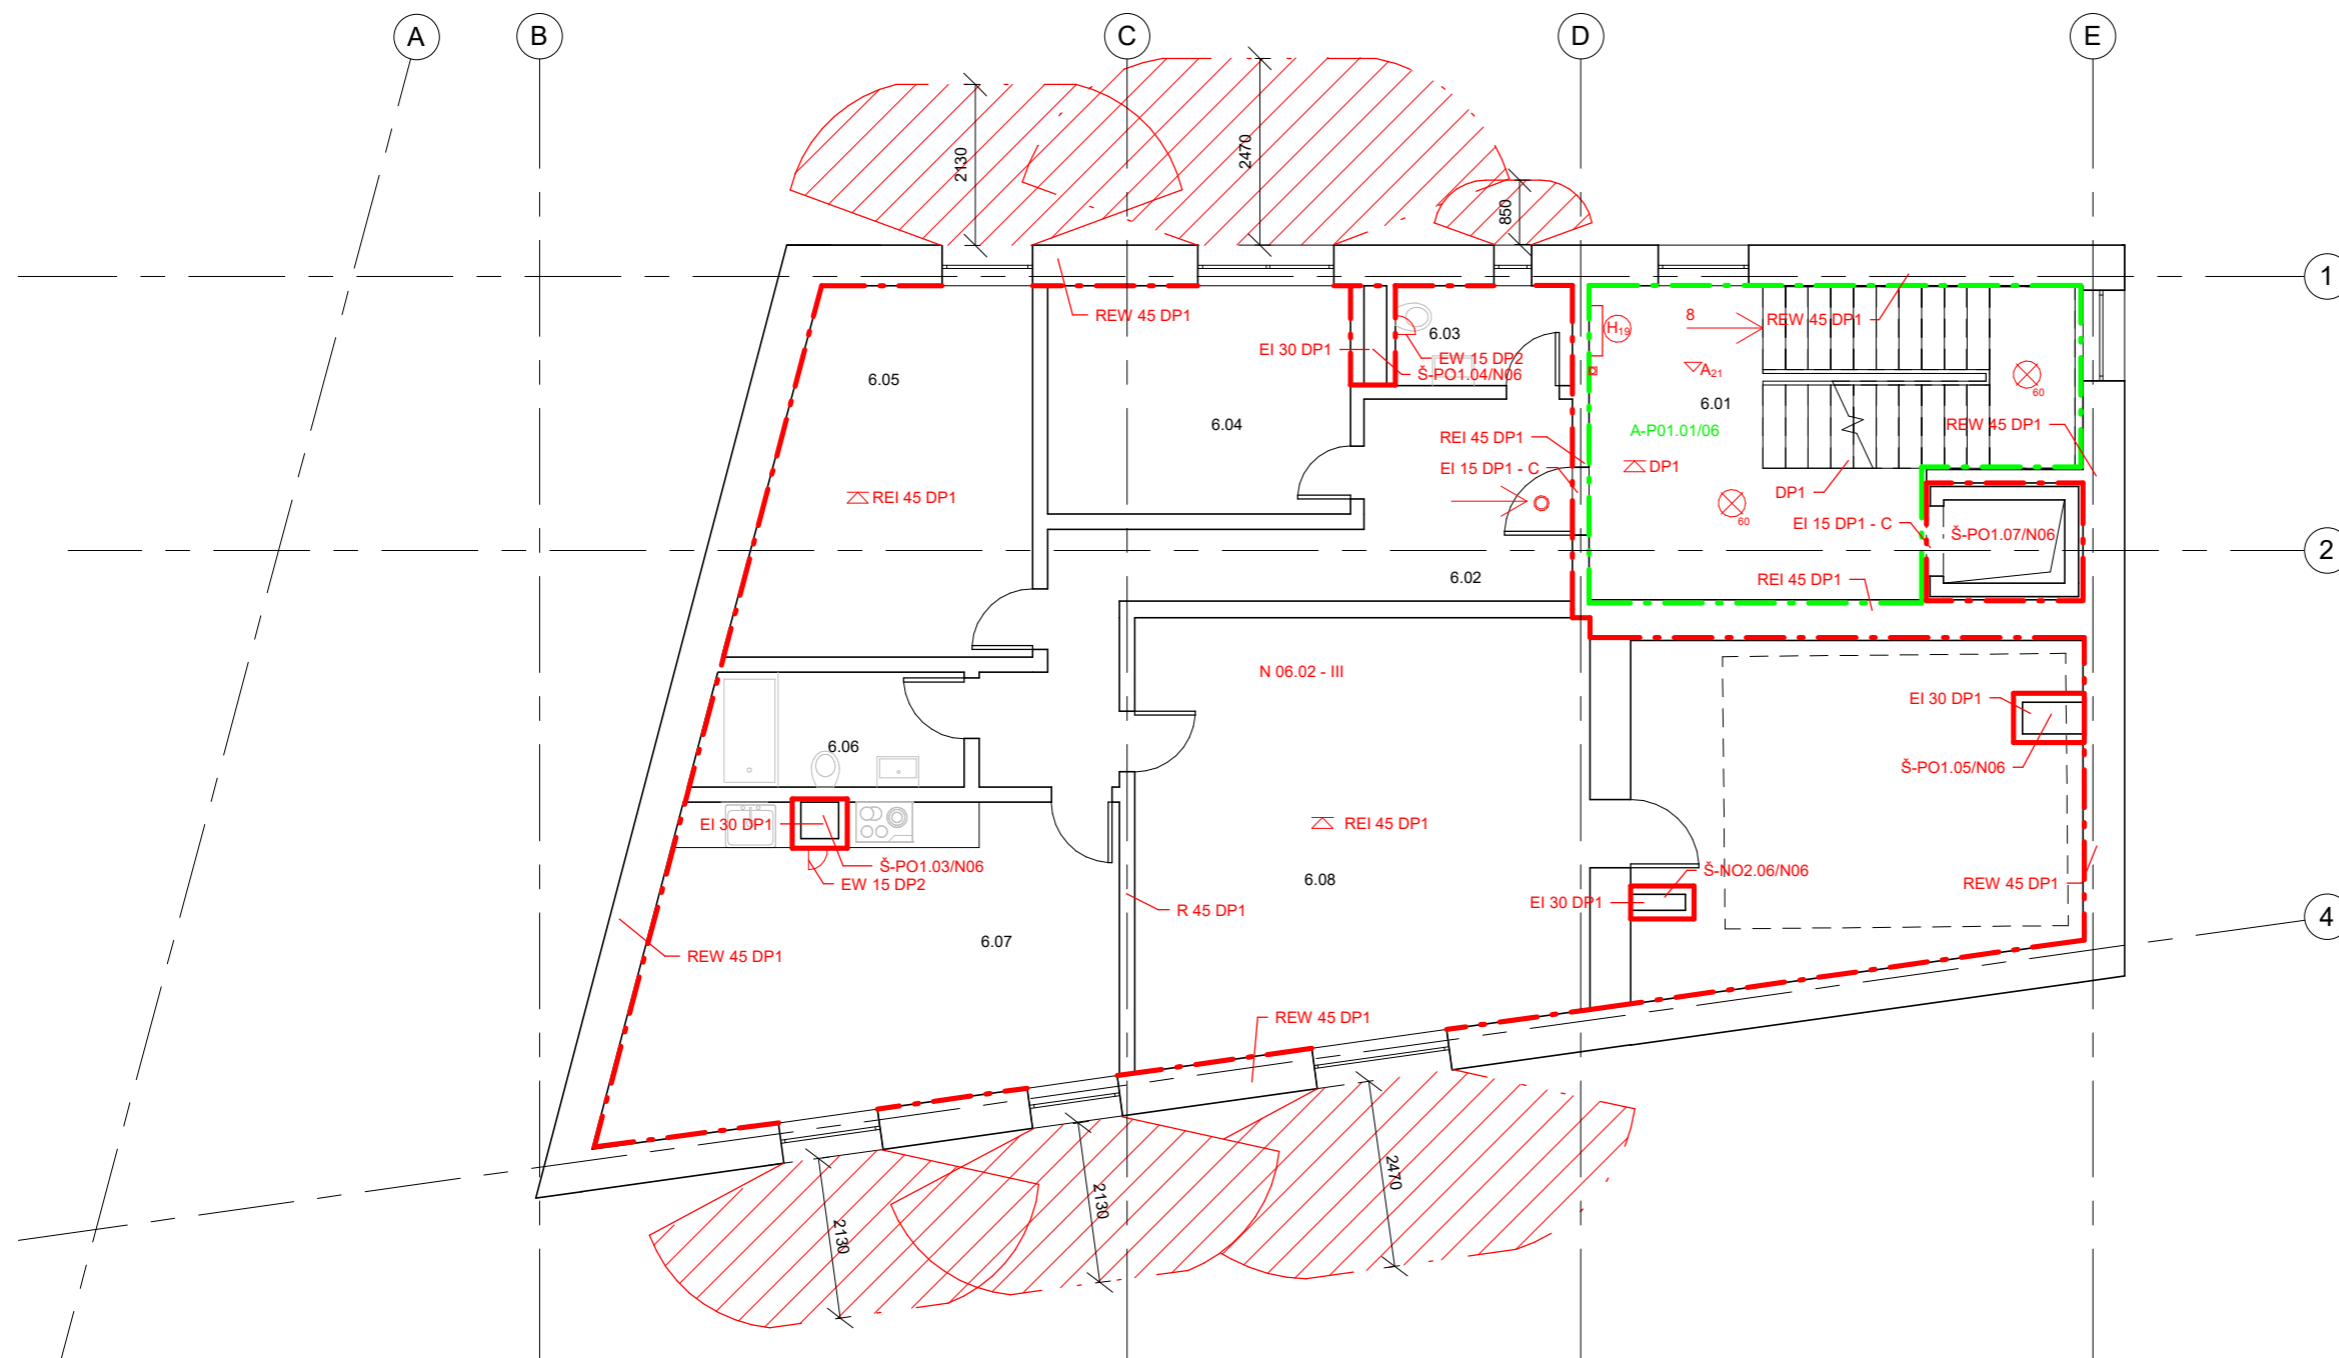 A
B
C
D
E
2130
2470
850
1
REW 45 DP1
8
H19
REW 45 DP1
EI 30 DP1
6.03
EW 15 DP2
Š-PO1.04/N06
A21
60
6.05
6.01
6.04
A-P01.01/06
REW 45 DP1
REI 45 DP1
EI 15 DP1 - C
DP1
REI 45 DP1
DP1
60
EI 15 DP1 - C
Š-PO1.07/N06
2
6.02
REI 45 DP1
N 06.02 - III
EI 30 DP1
6.06
Š-PO1.05/N06
EI 30 DP1
REI 45 DP1
Š-PO1.03/N06
EW 15 DP2
6.08
Š-NO2.06/N06
REW 45 DP1
EI 30 DP1
R 45 DP1
4
6.07
REW 45 DP1
REW 45 DP1
2470
2130
2130